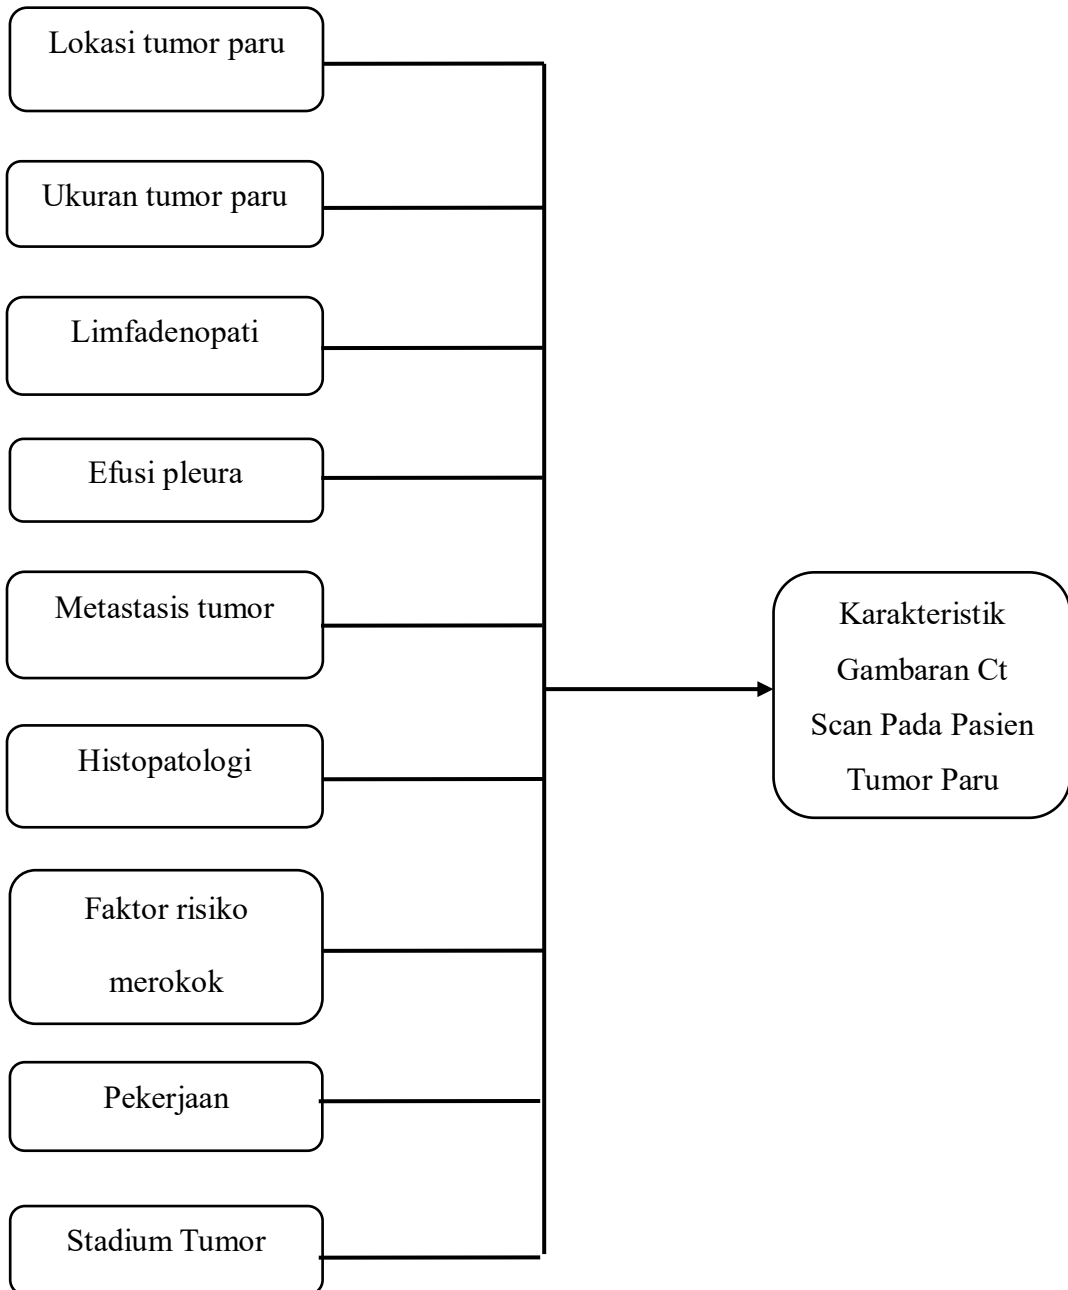 Lokasi tumor paru
Ukuran tumor paru
Limfadenopati
Efusi pleura
Metastasis tumor
Histopatologi
Faktor risiko
merokok
Pekerjaan
Stadium Tumor
Karakteristik
Gambaran Ct
Scan Pada Pasien
Tumor Paru